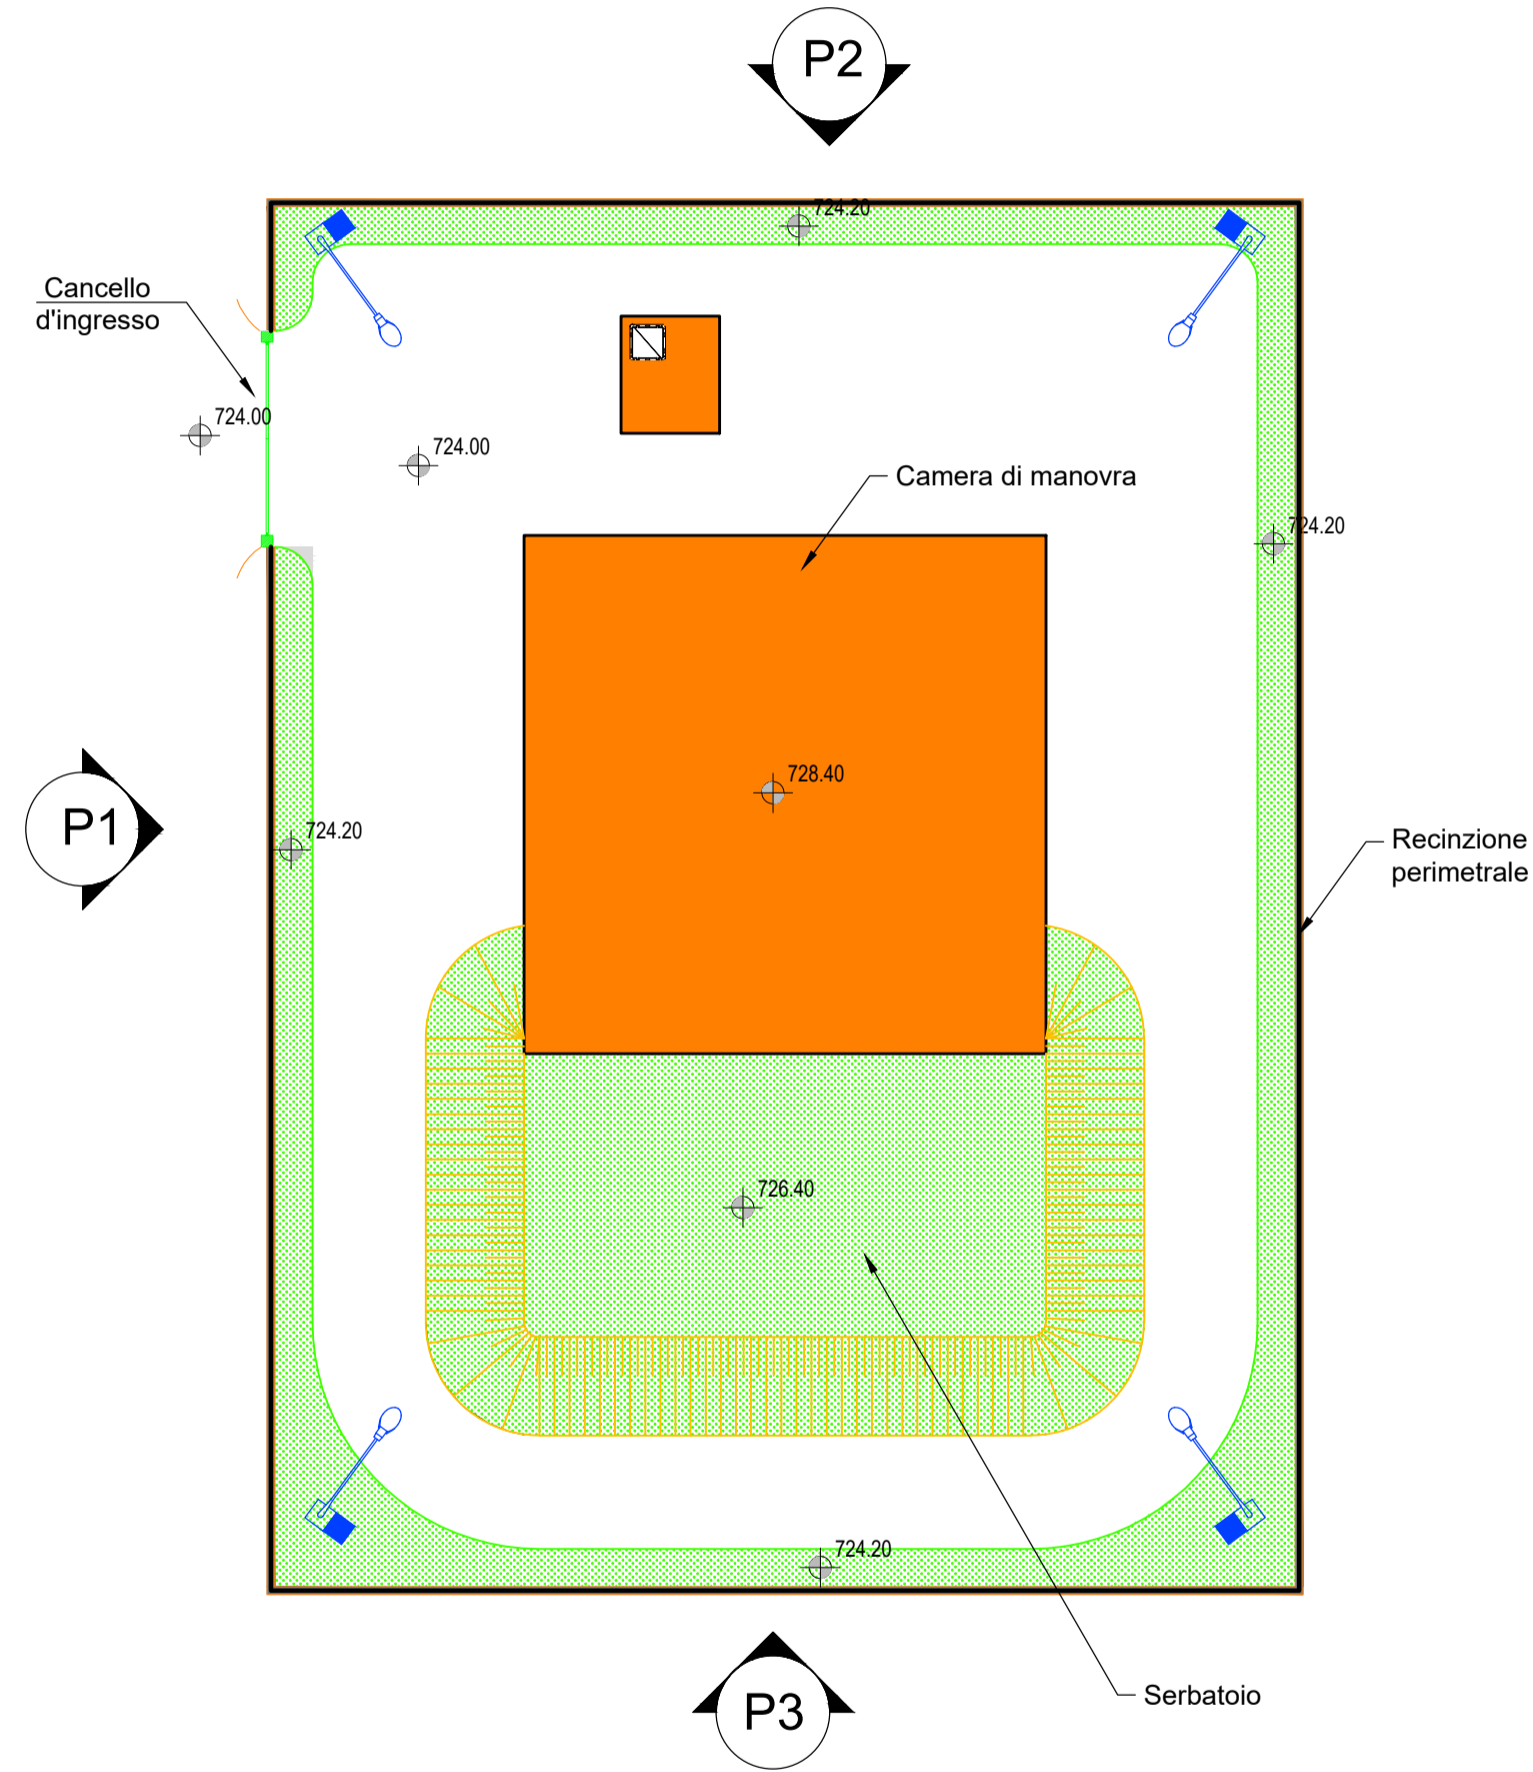 P2
724.20
Cancello
d'ingresso
724.00
724.00
Camera di manovra
724.20
728.40
P1
724.20
Recinzione
perimetrale
726.40
724.20
Serbatoio
P3